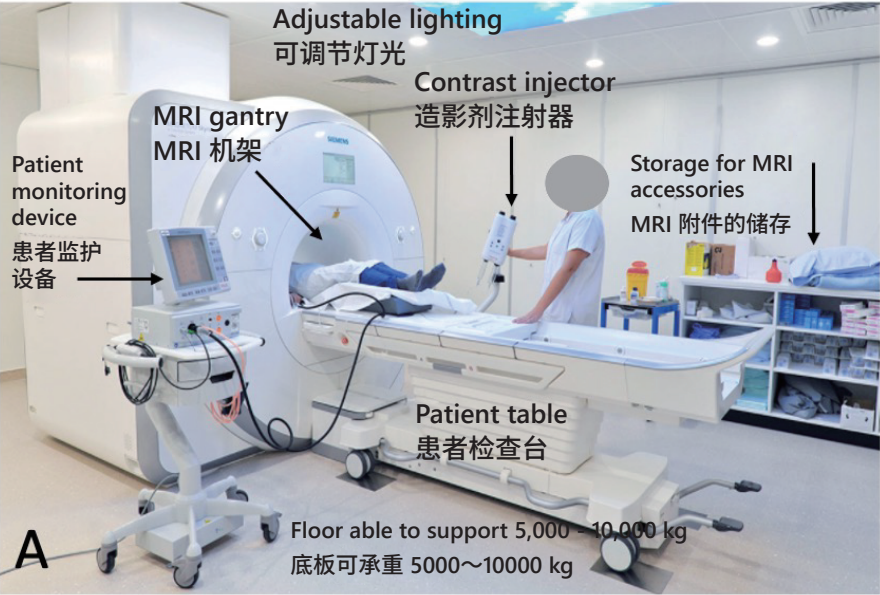 Adjustable lighting
可调节灯光
Contrast injector
造影剂注射器
MRI gantry
MRI 机架
SIEMENS
Patient
monitoring
device
患者监护
设备
Storage for MRI
accessories
MRI 附件的储存
Patient table
患者检查台
Floor able to support 5,000 - 10,000 kg
底板可承重 5000～10000 kg
A